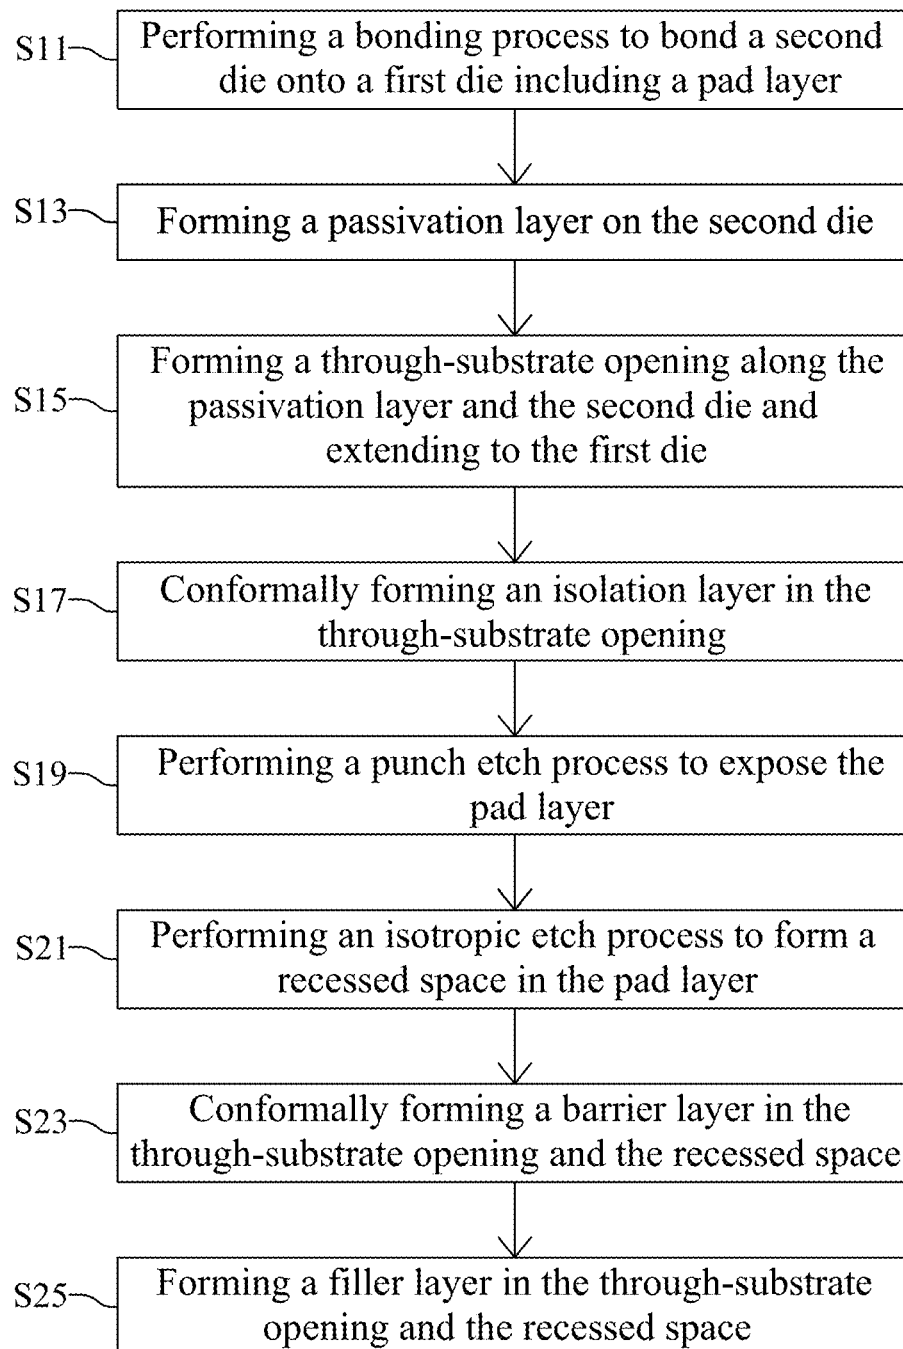 S11
Performing a bonding process to bond a second
die onto a first die including a pad layer
S13
Forming a passivation layer on the second die
S15
Forming a through-substrate opening along the
passivation layer and the second die and
extending to the first die
S17
Conformally forming an isolation layer in the
through-substrate opening
S19
Performing a punch etch process to expose the
pad layer
S21
Performing an isotropic etch process to form a
recessed space in the pad layer
S23
Conformally forming a barrier layer in the
through-substrate opening and the recessed space
S25
Forming a filler layer in the through-substrate
opening and the recessed space